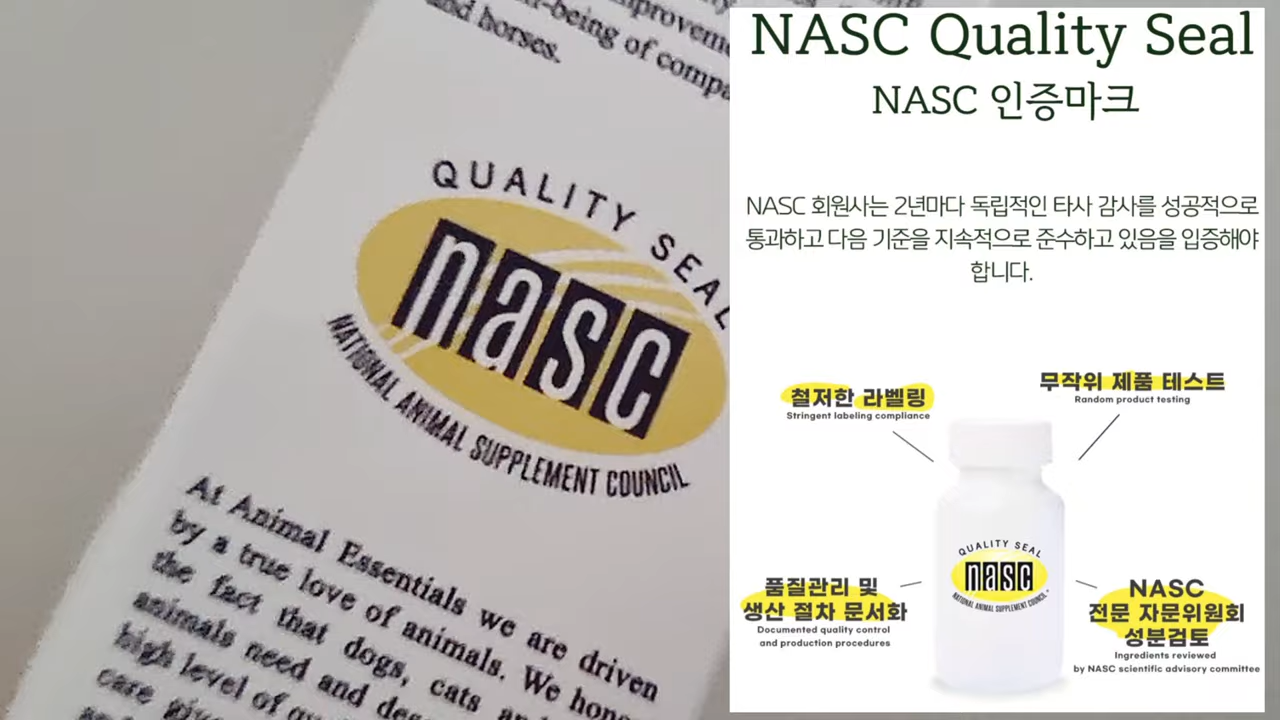 improvement
well-being of compa
and horses.
QUALITY SEAL
nasc
NATIONAL ANIMAL SUPPLEMENT COUNCIL
At Animal Essentials we are driven
by a true love of animals. We hono
the fact that dogs, cats an
animals need and des
high level of qu
care giv
NASC Quality Seal
NASC 인증마크
NASC 회원사는 2년마다 독립적인 타사 감사를 성공적으로
통과하고 다음 기준을 지속적으로 준수하고 있음을 입증해야
합니다.
철저한 라벨링
Stringent labeling compliance
무작위 제품 테스트
Random product testing
QUALITY SEAL
nasc
NATIONAL ANIMAL SUPPLEMENT COUNCIL
품질관리 및
생산 절차 문서화
Documented quality control
and production procedures
NASC
전문 자문위원회
성분검토
Ingredients reviewed
by NASC scientific advisory committee